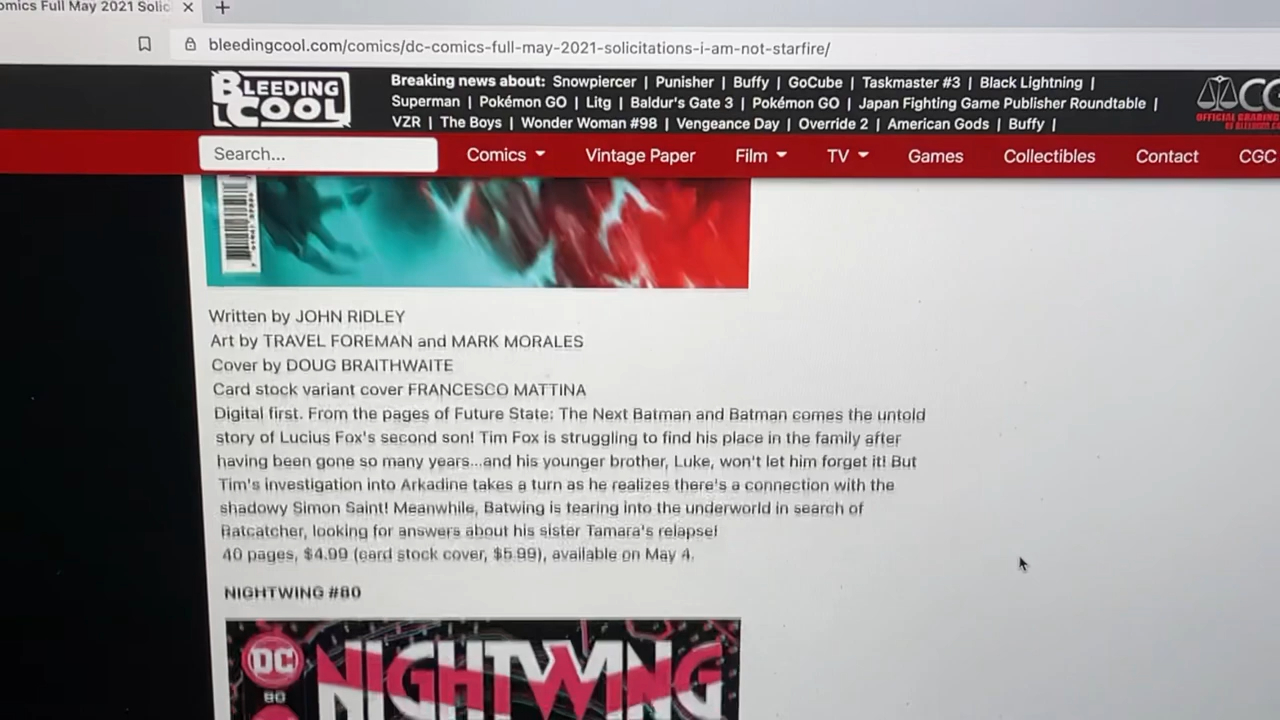 omics Full May 2021 Solic
bleedingcool.com/comics/dc-comics-full-may-2021-solicitations-i-am-not-starfire/
BLEEDING COOL
Breaking news about: Snowpiercer | Punisher | Buffy | GoCube | Taskmaster #3 | Black Lightning |
Superman | Pokémon GO | Litg | Baldur's Gate 3 | Pokémon GO | Japan Fighting Game Publisher Roundtable |
VZR | The Boys | Wonder Woman #98 | Vengeance Day | Override 2 | American Gods | Buffy |
Search...
Comics
Vintage Paper
Film
TV
Games
Collectibles
Contact
CGC
Written by JOHN RIDLEY
Art by TRAVEL FOREMAN and MARK MORALES
Cover by DOUG BRAITHWAITE
Card stock variant cover FRANCESCO MATTINA
Digital first. From the pages of Future State: The Next Batman and Batman comes the untold
story of Lucius Fox's second son! Tim Fox is struggling to find his place in the family after
having been gone so many years...and his younger brother, Luke, won't let him forget it! But
Tim's investigation into Arkadine takes a turn as he realizes there's a connection with the
shadowy Simon Saint! Meanwhile, Batwing is tearing into the underworld in search of
Ratcatcher, looking for answers about his sister Tamara's relapse!
40 pages, $4.99 (card stock cover, $5.99), available on May 4.
NIGHTWING #80
DC
80
NIGHTWING